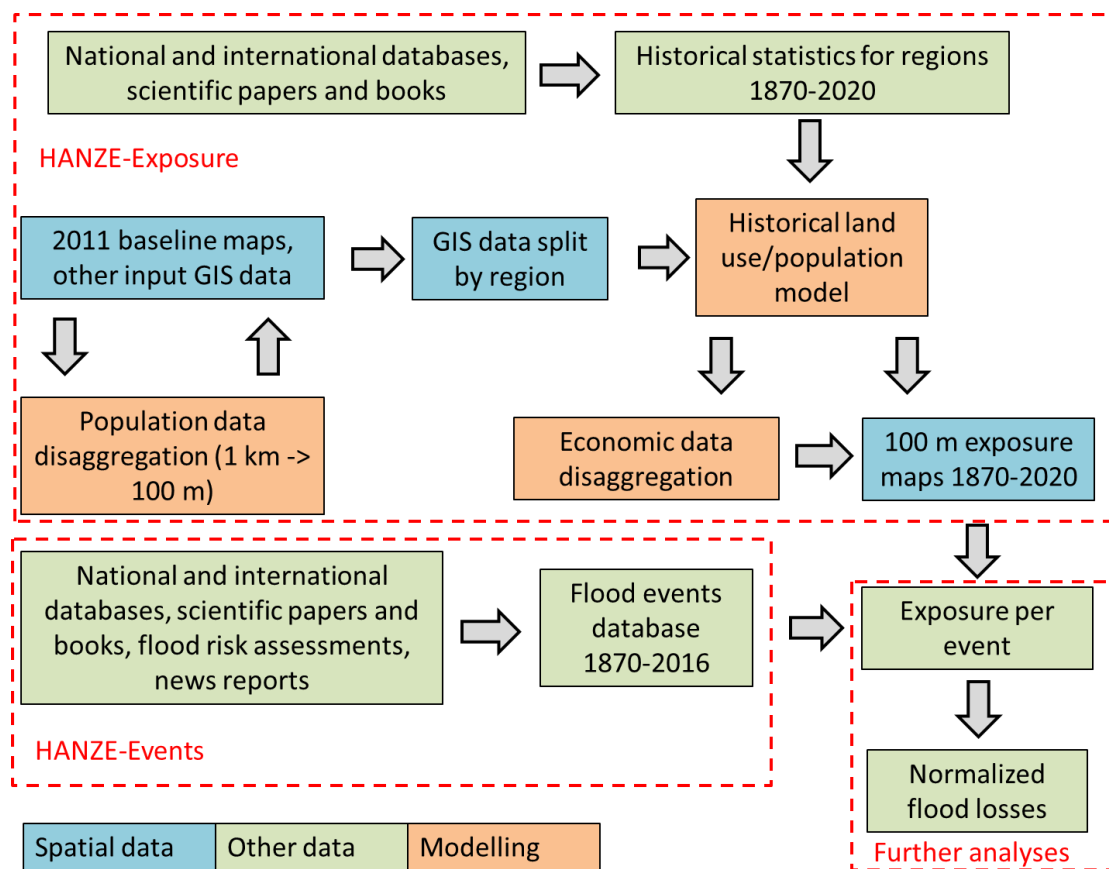 National and international databases,
scientific papers and books
Historical statistics for regions
1870-2020
HANZE-Exposure
2011 baseline maps,
other input GIS data
GIS data split
by region
Historical land
use/population
model
Population data
disaggregation (1 km ->
100 m)
Economic data
disaggregation
100 m exposure
maps 1870-2020
National and international
databases, scientific papers and
books, flood risk assessments,
news reports
Flood events
database
1870-2016
Exposure per
event
HANZE-Events
Normalized
flood losses
Further analyses
Spatial data
Other data
Modelling